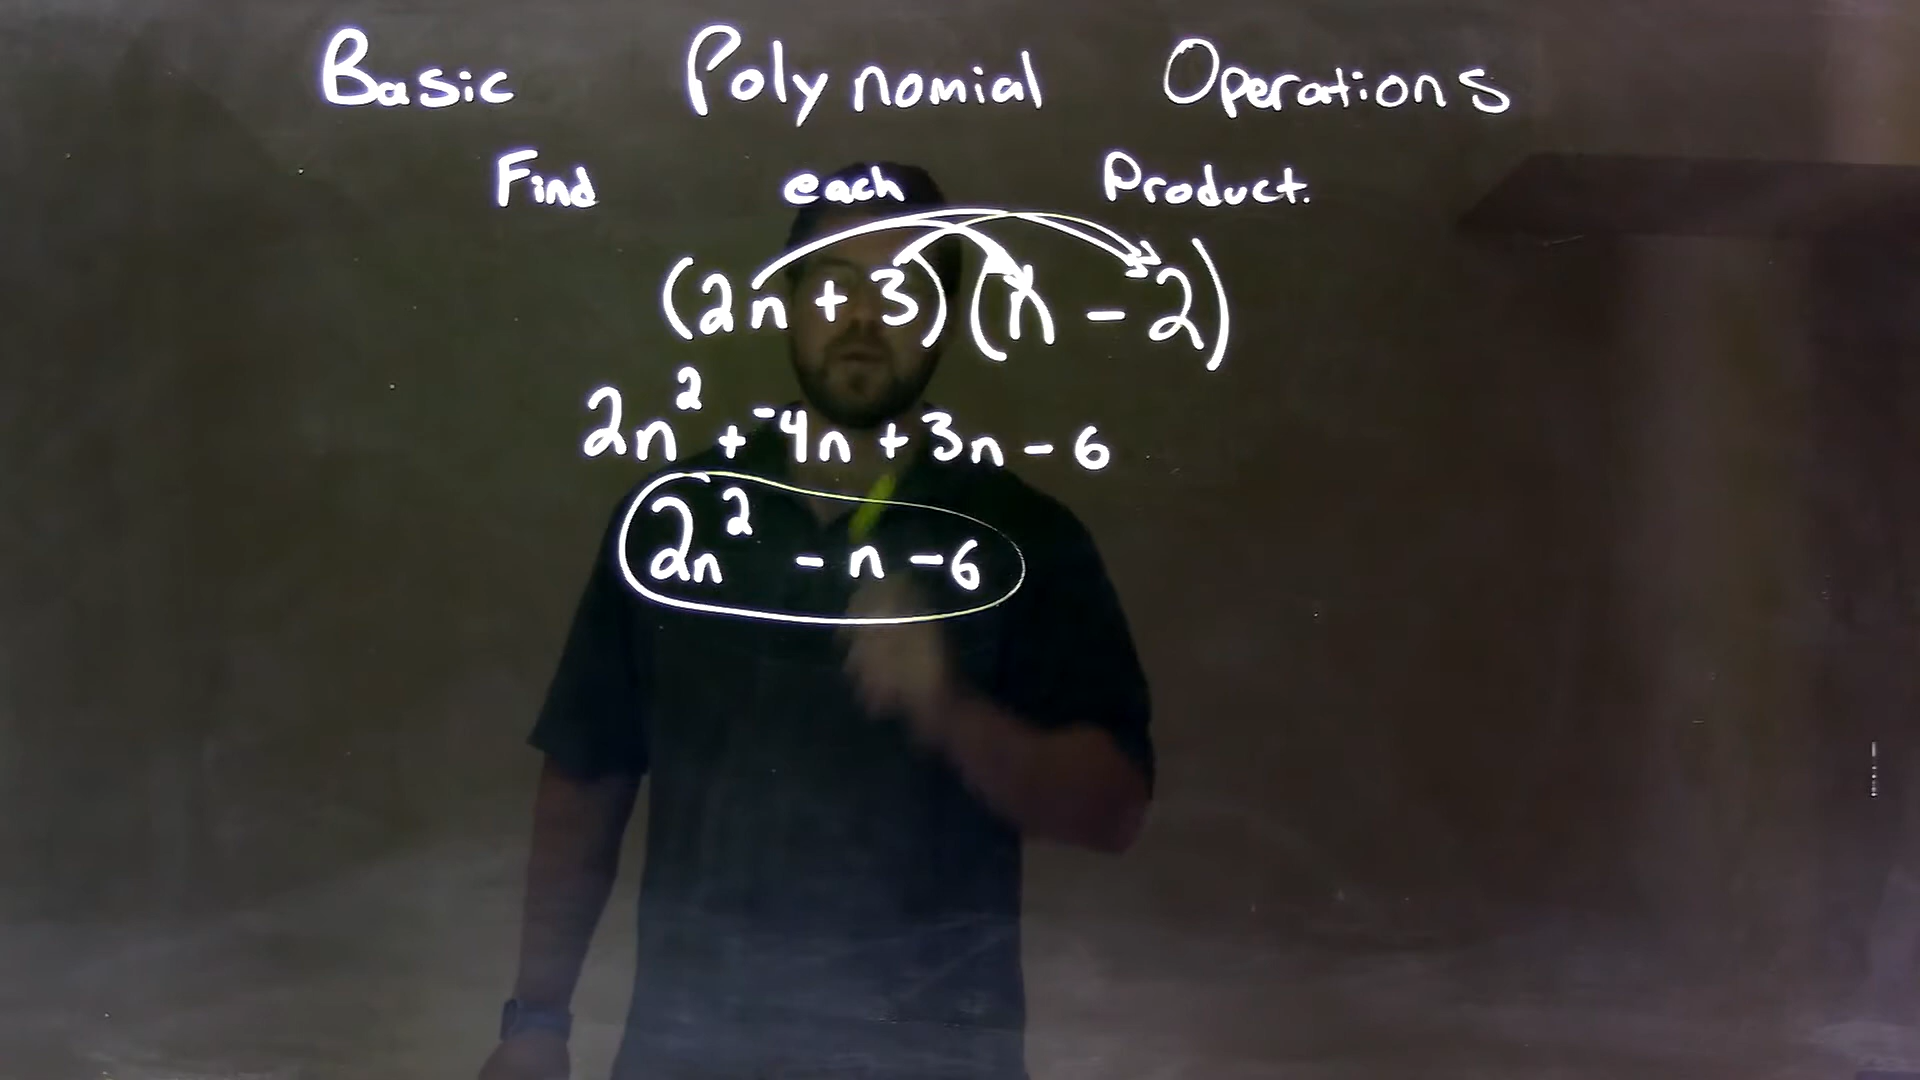 Basic Polynomial Operations
Find each Product.
(2n + 3)(n - 2)
2n² + ⁻4n + 3n - 6
2n² - n - 6